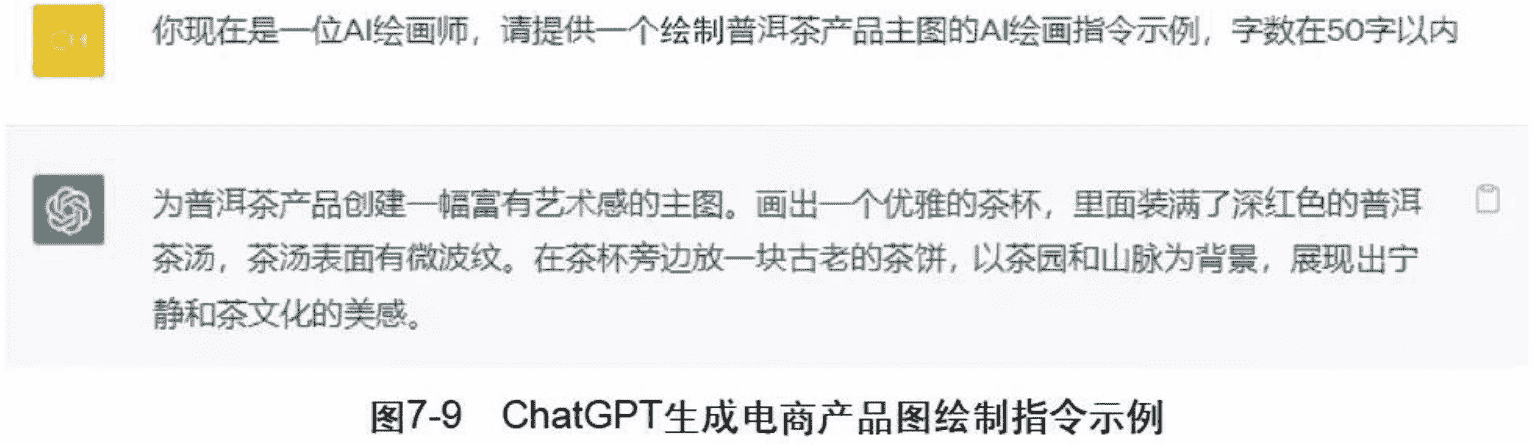 你现在是一位AI绘画师，请提供一个绘制普洱茶产品主图的AI绘画指令示例，字数在50字以内
为普洱茶产品创建一幅富有艺术感的主图。画出一个优雅的茶杯，里面装满了深红色的普洱
茶汤，茶汤表面有微波纹。在茶杯旁边放一块古老的茶饼，以茶园和山脉为背景，展现出宁
静和茶文化的美感。
图7-9 ChatGPT生成电商产品图绘制指令示例